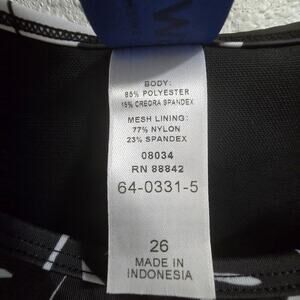 W
BODY:
85% POLYESTER
15% CREORA SPANDEX
MESH LINING:
77% NYLON
23% SPANDEX
08034
RN 88842
64-0331-5
26
MADE IN
INDONESIA